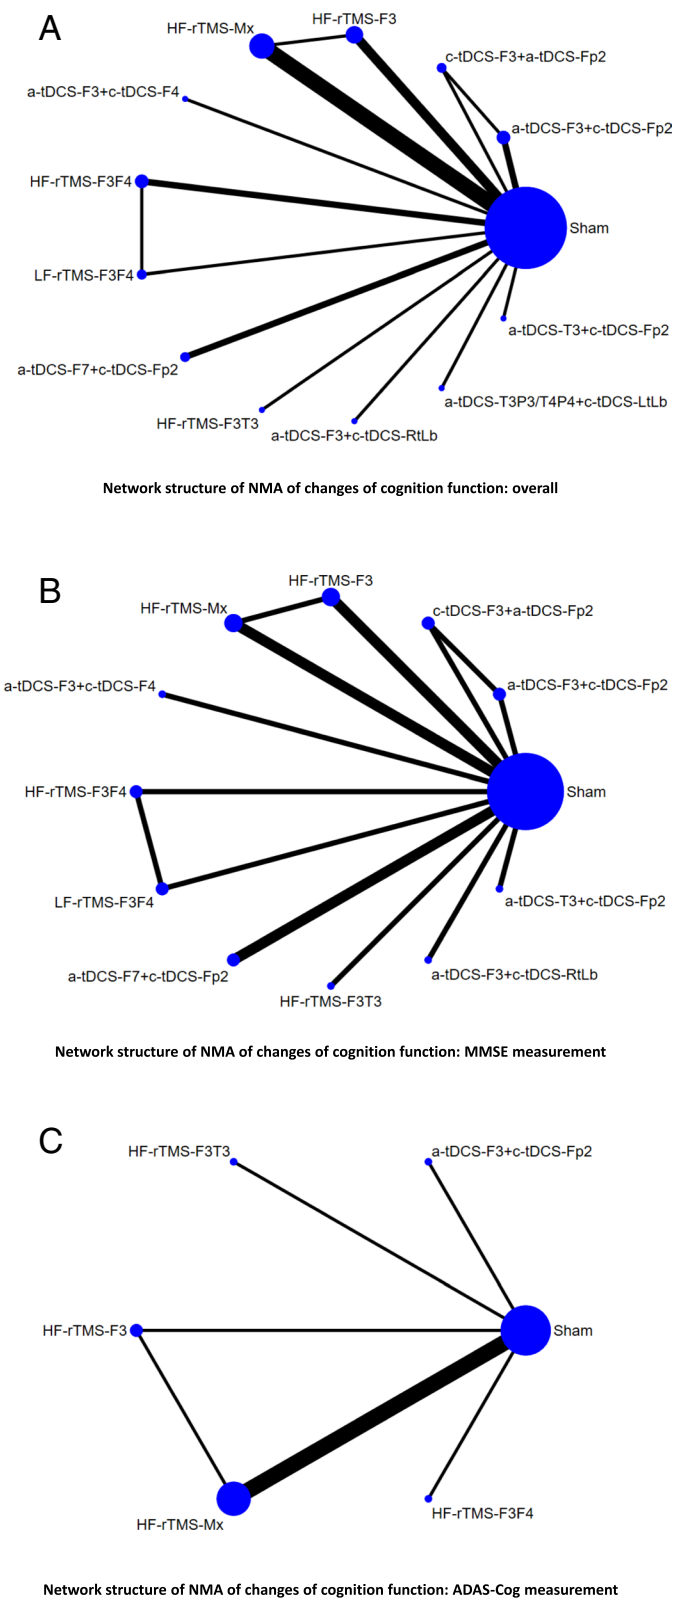 A
HF-rTMS-F3
HF-rTMS-Mx
c-tDCS-F3+a-tDCS-Fp2
a-tDCS-F3+c-tDCS-F4
a-tDCS-F3+c-tDCS-Fp2
HF-rTMS-F3F4
Sham
LF-rTMS-F3F4
a-tDCS-T3+c-tDCS-Fp2
a-tDCS-F7+c-tDCS-Fp2
a-tDCS-T3P3/T4P4+c-tDCS-LtLb
HF-rTMS-F3T3
a-tDCS-F3+c-tDCS-RtLb
Network structure of NMA of changes of cognition function: overall
B
HF-rTMS-F3
HF-rTMS-Mx
c-tDCS-F3+a-tDCS-Fp2
a-tDCS-F3+c-tDCS-F4
a-tDCS-F3+c-tDCS-Fp2
HF-rTMS-F3F4
Sham
LF-rTMS-F3F4
a-tDCS-T3+c-tDCS-Fp2
a-tDCS-F7+c-tDCS-Fp2
a-tDCS-F3+c-tDCS-RtLb
HF-rTMS-F3T3
Network structure of NMA of changes of cognition function: MMSE measurement
C
HF-rTMS-F3T3
a-tDCS-F3+c-tDCS-Fp2
HF-rTMS-F3
Sham
HF-rTMS-Mx
HF-rTMS-F3F4
Network structure of NMA of changes of cognition function: ADAS-Cog measurement